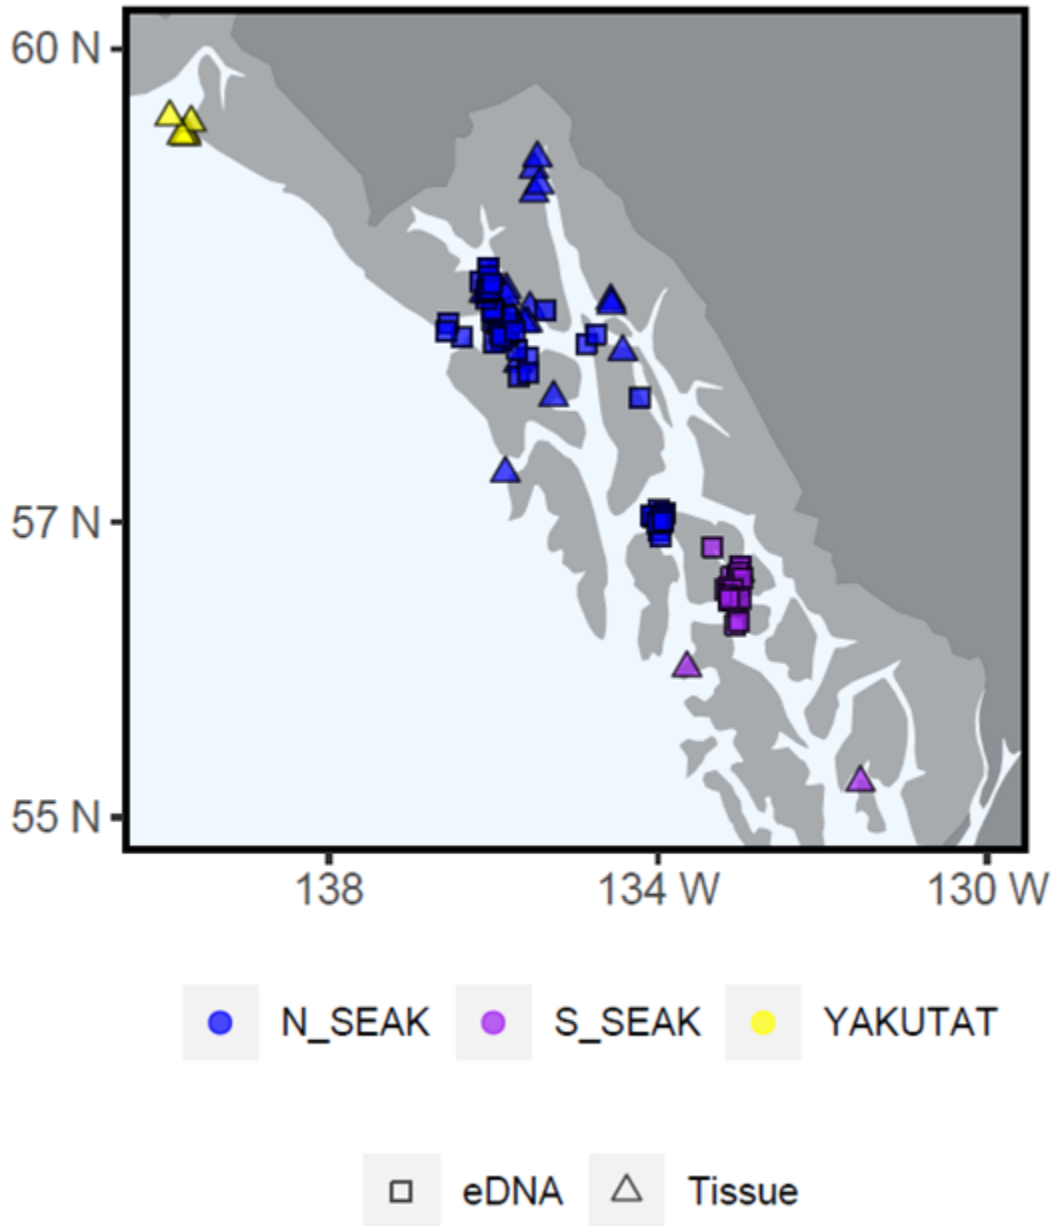 60 N
57 N
55 N
138
134 W
130 W
N_SEAK
S_SEAK
YAKUTAT
eDNA
Tissue